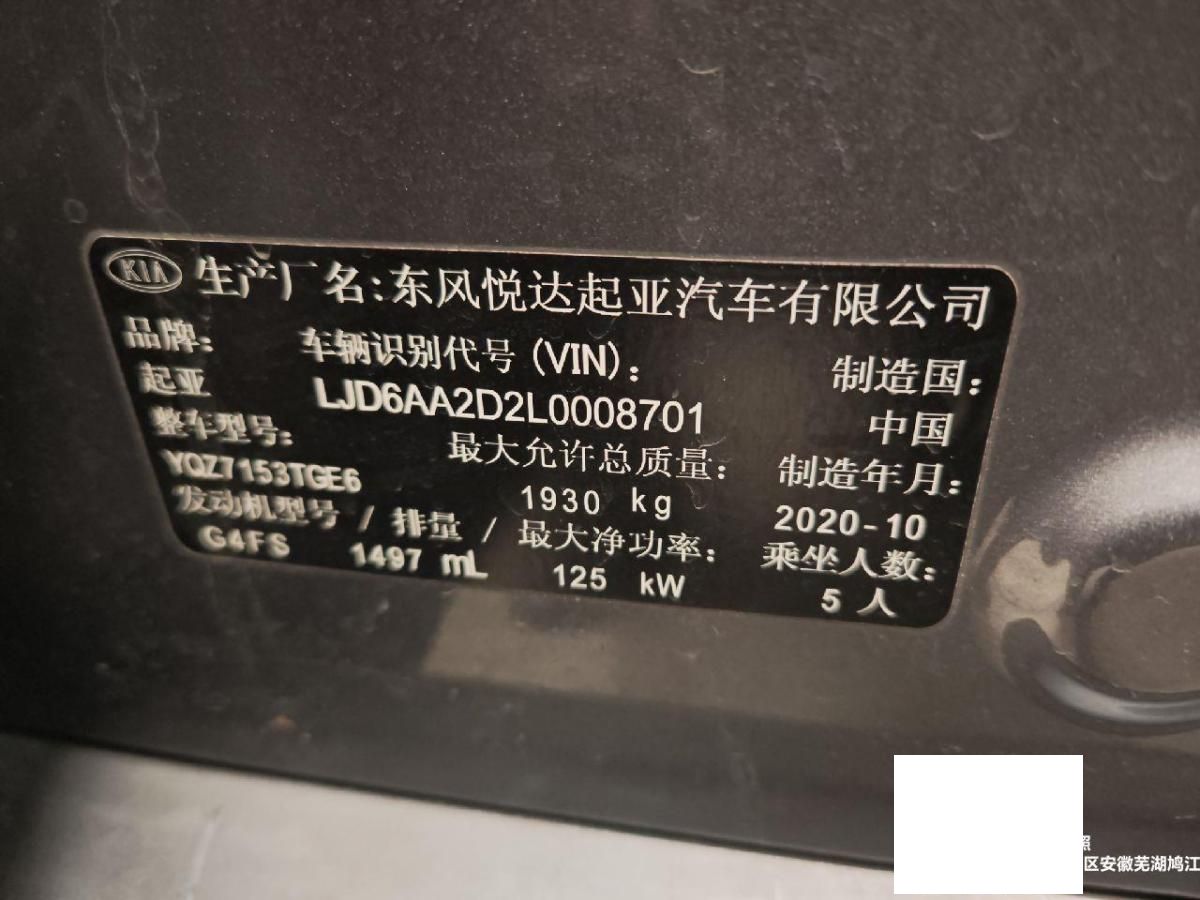 KIA 生产厂名:东风悦达起亚汽车有限公司
品牌: 车辆识别代号 (VIN): 制造国:
起亚 LJD6AA2D2L0008701 中国
整车型号: 最大允许总质量: 制造年月:
YQZ7153TGE6 1930 kg 2020-10
发动机型号 / 排量 / 最大净功率: 乘坐人数:
G4FS 1497 mL 125 kW 5 人
照
区安徽芜湖鸠江